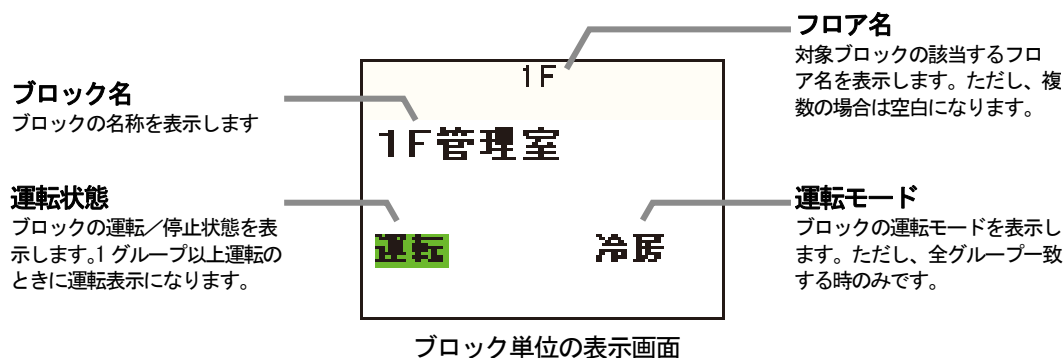 フロア名
対象ブロックの該当するフロ
ア名を表示します。ただし、複
数の場合は空白になります。
ブロック名
ブロックの名称を表示します
1F
1F管理室
運転状態
ブロックの運転／停止状態を表
示します。1 グループ以上運転の
ときに運転表示になります。
運転
冷房
運転モード
ブロックの運転モードを表示し
ます。ただし、全グループ一致
する時のみです。
ブロック単位の表示画面